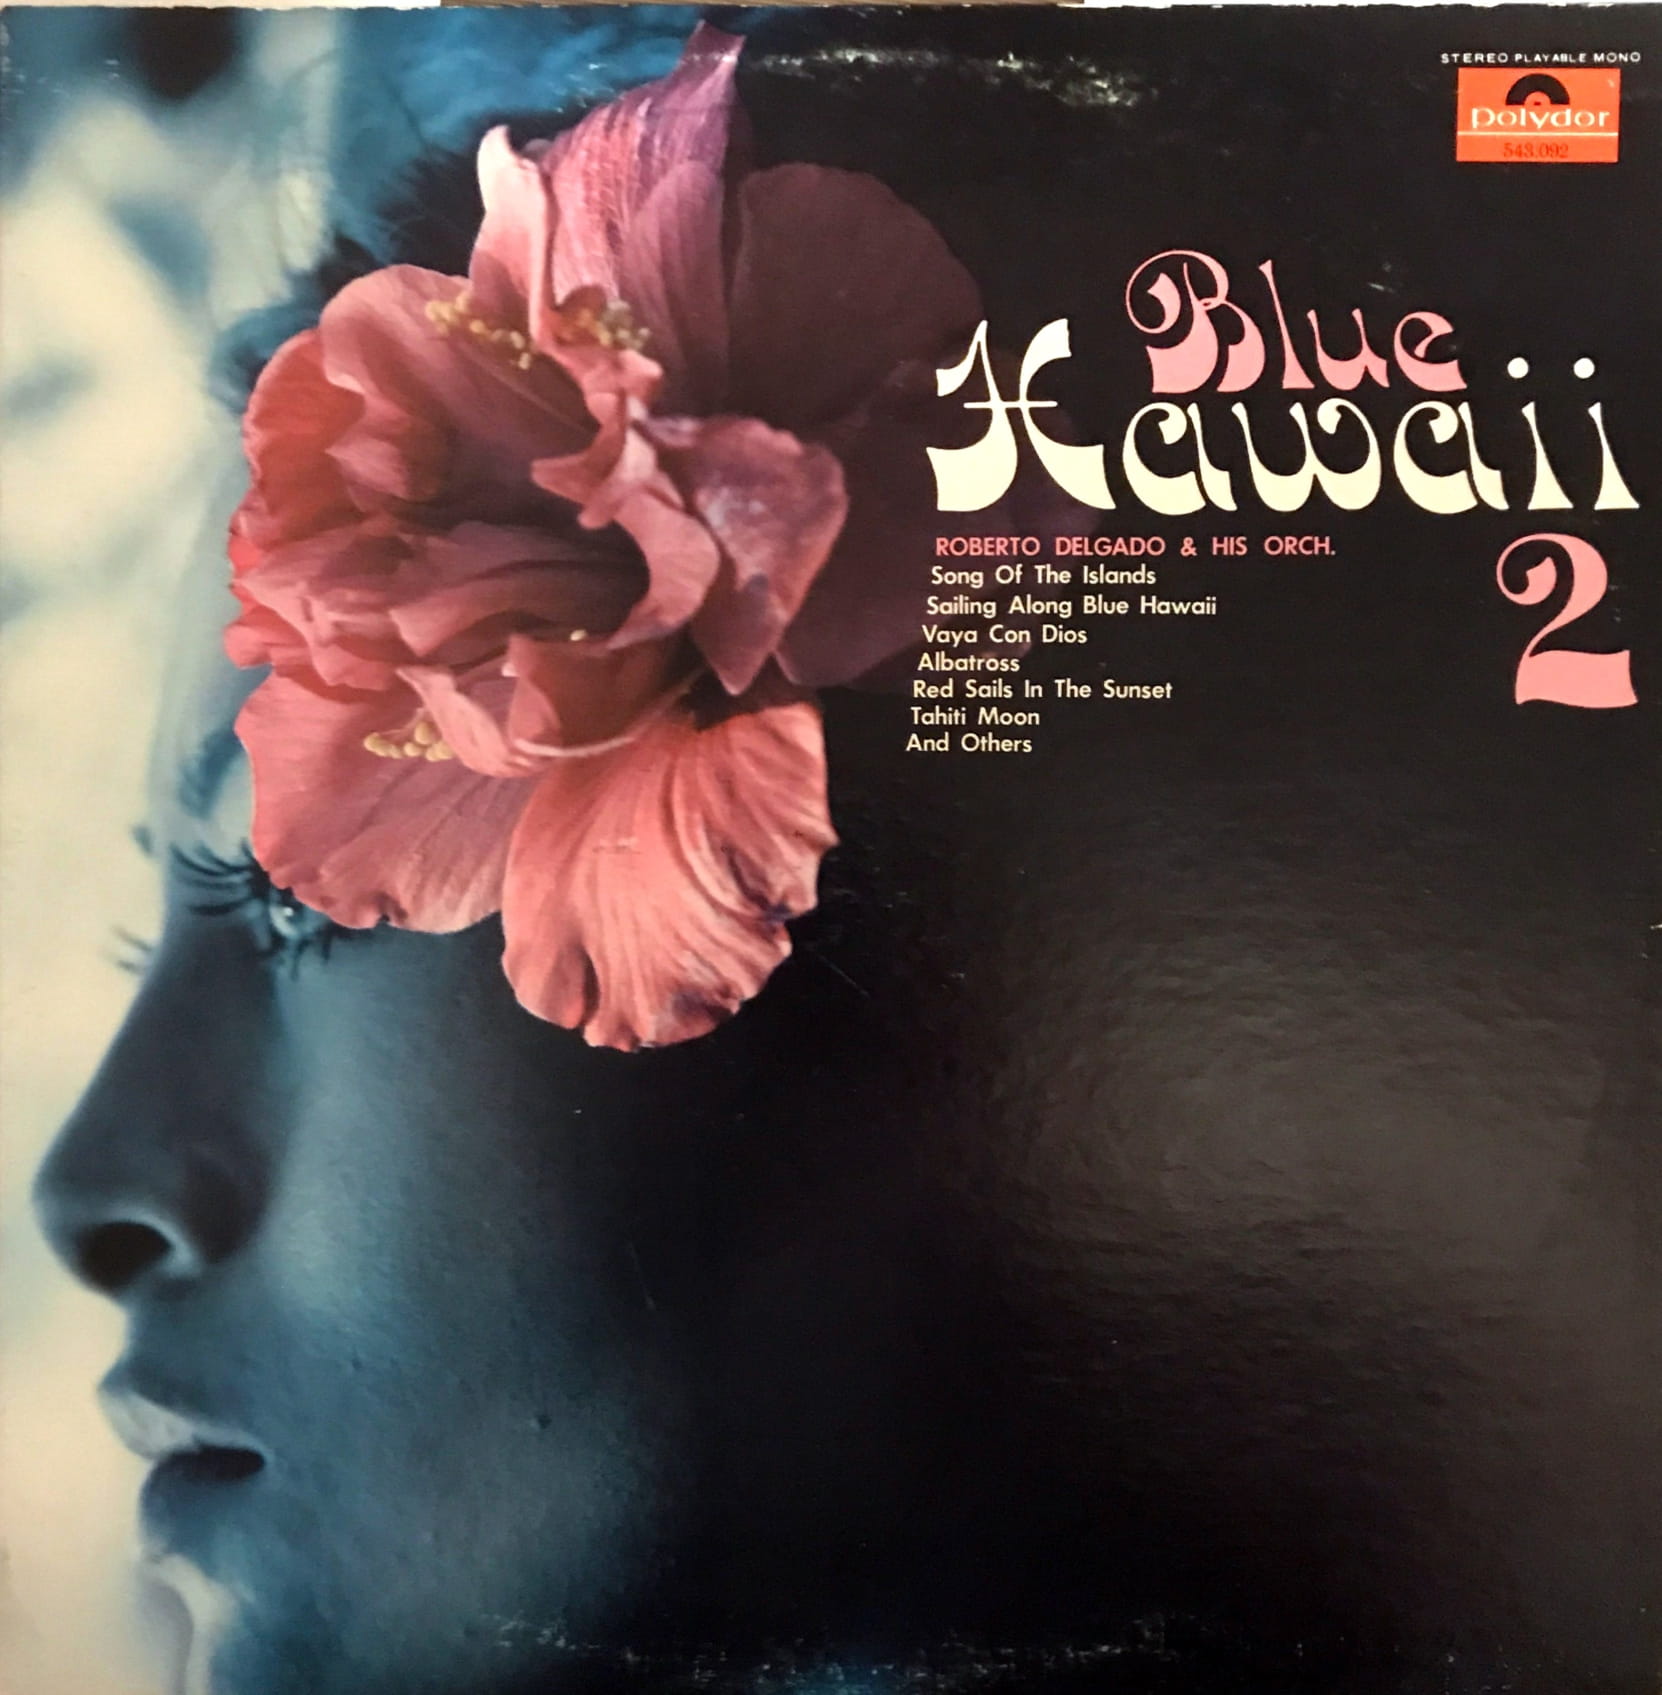 STEREO PLAYABLE MONO
Polydor
543.092
Blue
Hawaii
2
ROBERTO DELGADO & HIS ORCH.
Song Of The Islands
Sailing Along Blue Hawaii
Vaya Con Dios
Albatross
Red Sails In The Sunset
Tahiti Moon
And Others